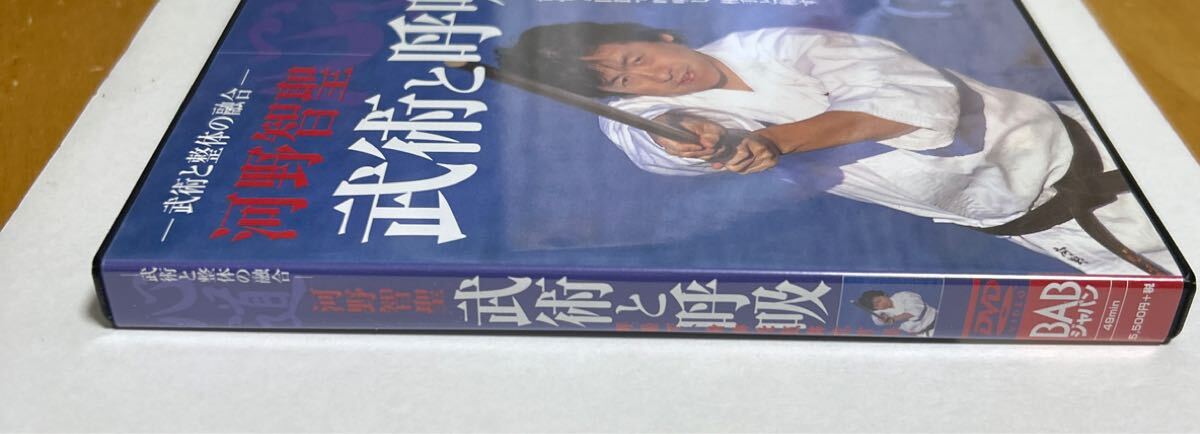 ―武術と整体の融合―
河野智聖
武術と呼吸
武術と整体の融合
河野智聖
武術と呼吸
DVD
VIDEO
BAB
ジャパン
49min
5,500円+税